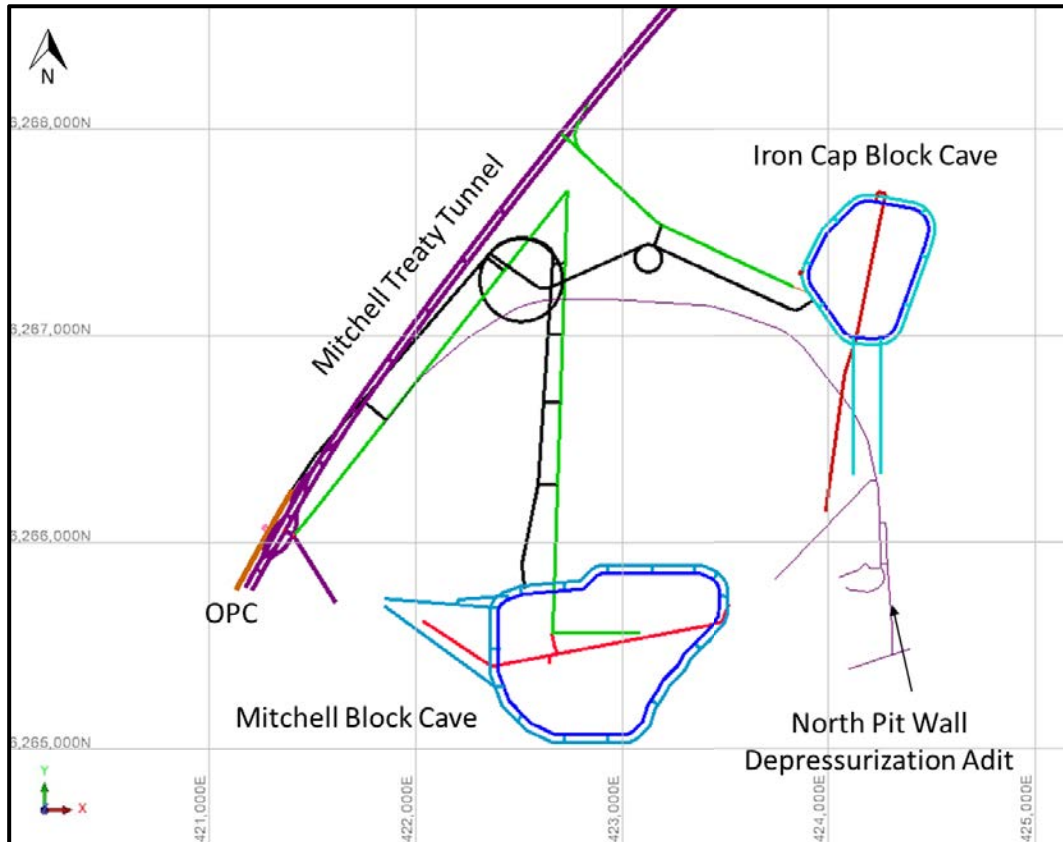 N
6,268,000N
Iron Cap Block Cave
Mitchell Treaty Tunnel
6,267,000N
6,266,000N
OPC
Mitchell Block Cave
North Pit Wall
Depressurization Adit
6,265,000N
Y
X
421,000E
422,000E
423,000E
424,000E
425,000E